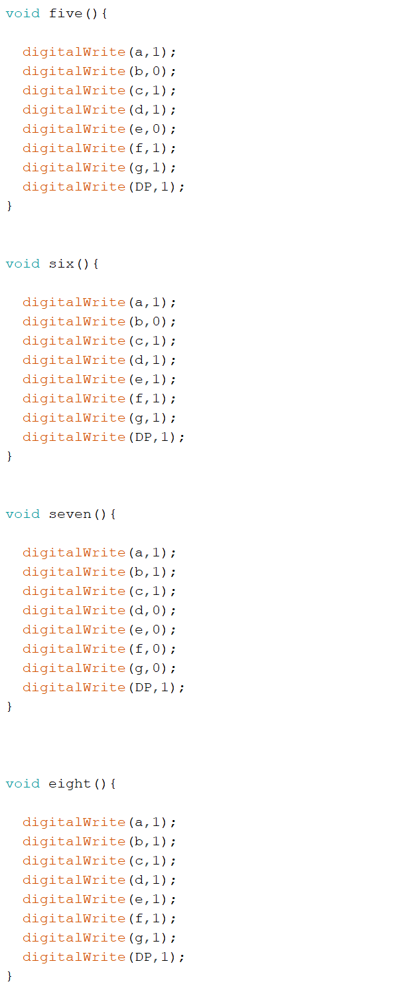 void five(){
digitalWrite(a,1);
digitalWrite(b,0);
digitalWrite(c,1);
digitalWrite(d,1);
digitalWrite(e,0);
digitalWrite(f,1);
digitalWrite(g,1);
digitalWrite(DP,1);
}
void six(){
digitalWrite(a,1);
digitalWrite(b,0);
digitalWrite(c,1);
digitalWrite(d,1);
digitalWrite(e,1);
digitalWrite(f,1);
digitalWrite(g,1);
digitalWrite(DP,1);
}
void seven(){
digitalWrite(a,1);
digitalWrite(b,1);
digitalWrite(c,1);
digitalWrite(d,0);
digitalWrite(e,0);
digitalWrite(f,0);
digitalWrite(g,0);
digitalWrite(DP,1);
}
void eight(){
digitalWrite(a,1);
digitalWrite(b,1);
digitalWrite(c,1);
digitalWrite(d,1);
digitalWrite(e,1);
digitalWrite(f,1);
digitalWrite(g,1);
digitalWrite(DP,1);
}